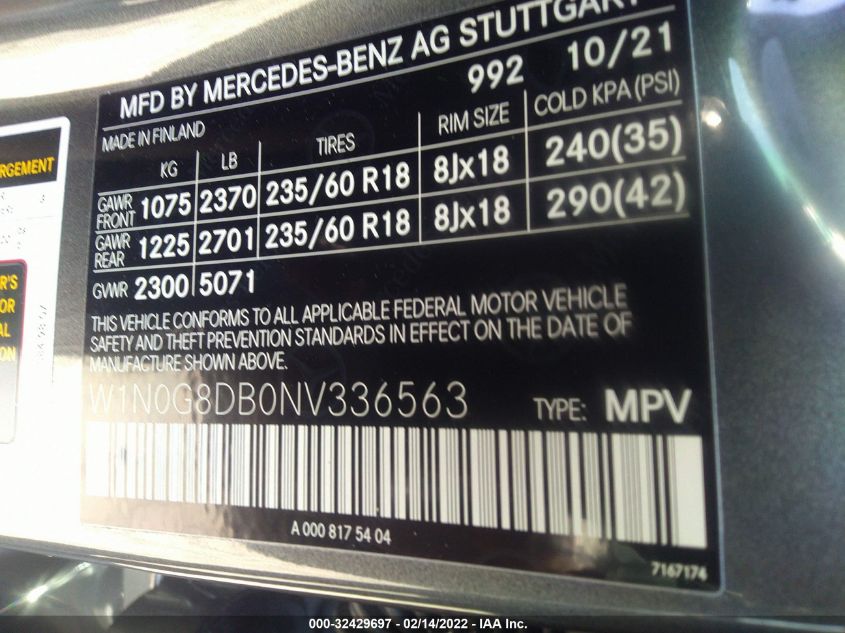 MFD BY MERCEDES-BENZ AG STUTTGART
992 10/21
MADE IN FINLAND
KG LB TIRES RIM SIZE COLD KPA (PSI)
GAWR FRONT 1075 2370 235/60 R18 8Jx18 240(35)
GAWR REAR 1225 2701 235/60 R18 8Jx18 290(42)
GVWR 2300 5071
THIS VEHICLE CONFORMS TO ALL APPLICABLE FEDERAL MOTOR VEHICLE
SAFETY AND THEFT PREVENTION STANDARDS IN EFFECT ON THE DATE OF
MANUFACTURE SHOWN ABOVE.
W1N0G8DB0NV336563 TYPE: MPV
A 000 817 54 04
7167174
000-32429697 - 02/14/2022 - IAA Inc.